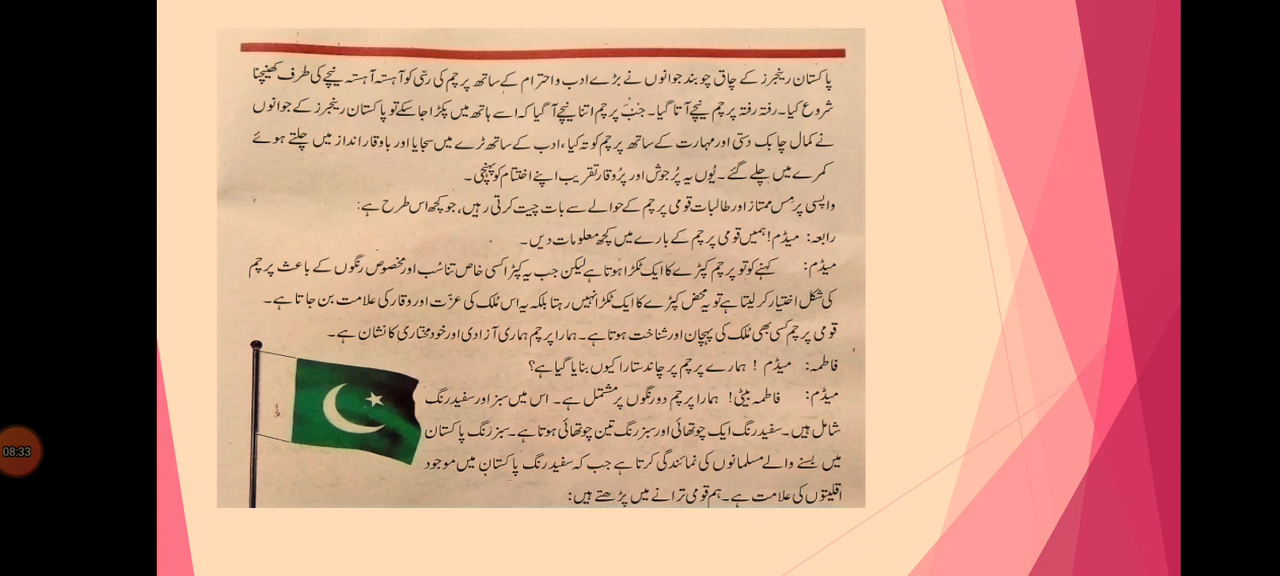 پاکستان رینجرز کے چاق چوبند جوانوں نے بڑے ادب واحترام کے ساتھ پرچم کی رسّی کو آہستہ آہستہ نیچے کی طرف کھینچنا
شروع کیا۔ رفتہ رفتہ پرچم نیچے آتا گیا۔ جب پرچم اتنا نیچے آ گیا کہ اسے ہاتھ میں پکڑا جا سکے تو پاکستان رینجرز کے جوانوں
نے کمال چابک دستی اور مہارت کے ساتھ پرچم کو تہ کیا، ادب کے ساتھ ٹرے میں سجایا اور باوقار انداز میں چلتے ہوئے
کمرے میں چلے گئے۔ یُوں یہ پُرجوش اور پُروقار تقریب اپنے اختتام کو پہنچی۔
واپسی پر مِس ممتاز اور طالبات قومی پرچم کے حوالے سے بات چیت کرتی رہیں، جو کچھ اس طرح ہے:
رابعہ: میڈم! ہمیں قومی پرچم کے بارے میں کچھ معلومات دیں۔
میڈم: کہنے کو تو پرچم کپڑے کا ایک ٹکڑا ہوتا ہے لیکن جب یہ کپڑا کسی خاص تناسُب اور مخصوص رنگوں کے باعث پرچم
کی شکل اختیار کر لیتا ہے تو یہ محض کپڑے کا ایک ٹکڑا نہیں رہتا بلکہ یہ اس مُلک کی عزّت اور وقار کی علامت بن جاتا ہے۔
قومی پرچم کسی بھی مُلک کی پہچان اور شناخت ہوتا ہے۔ ہمارا پرچم ہماری آزادی اور خودمختاری کا نشان ہے۔
فاطمہ: میڈم ! ہمارے پرچم پر چاند ستارا کیوں بنایا گیا ہے؟
میڈم: فاطمہ بیٹی! ہمارا پرچم دو رنگوں پر مشتمل ہے۔ اس میں سبز اور سفید رنگ
شامل ہیں۔ سفید رنگ ایک چوتھائی اور سبز رنگ تین چوتھائی ہوتا ہے۔ سبز رنگ پاکستان
میں بسنے والے مسلمانوں کی نمائندگی کرتا ہے جب کہ سفید رنگ پاکستان میں موجود
اقلیتوں کی علامت ہے۔ ہم قومی ترانے میں پڑھتے ہیں:
08:33